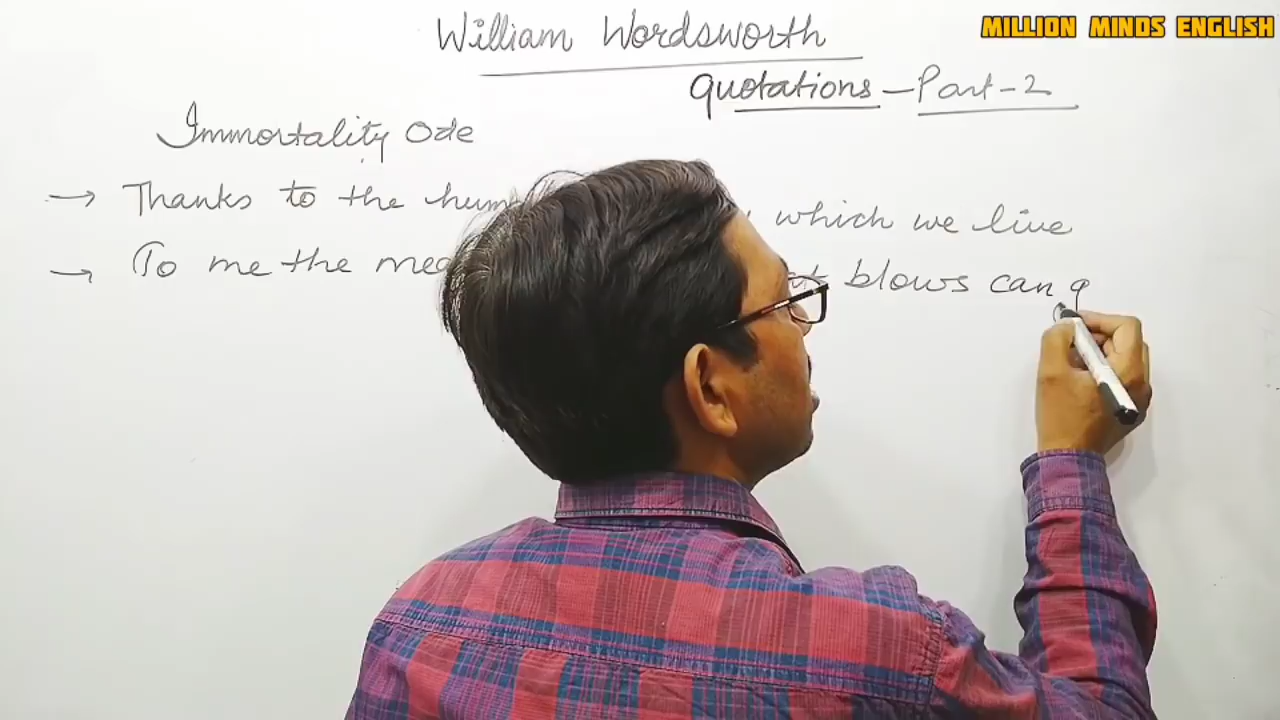 MILLION MINDS ENGLISH
William Wordsworth
Quotations - Part - 2
Immortality Ode
→ Thanks to the hum which we live
→ To me the mea blows can g